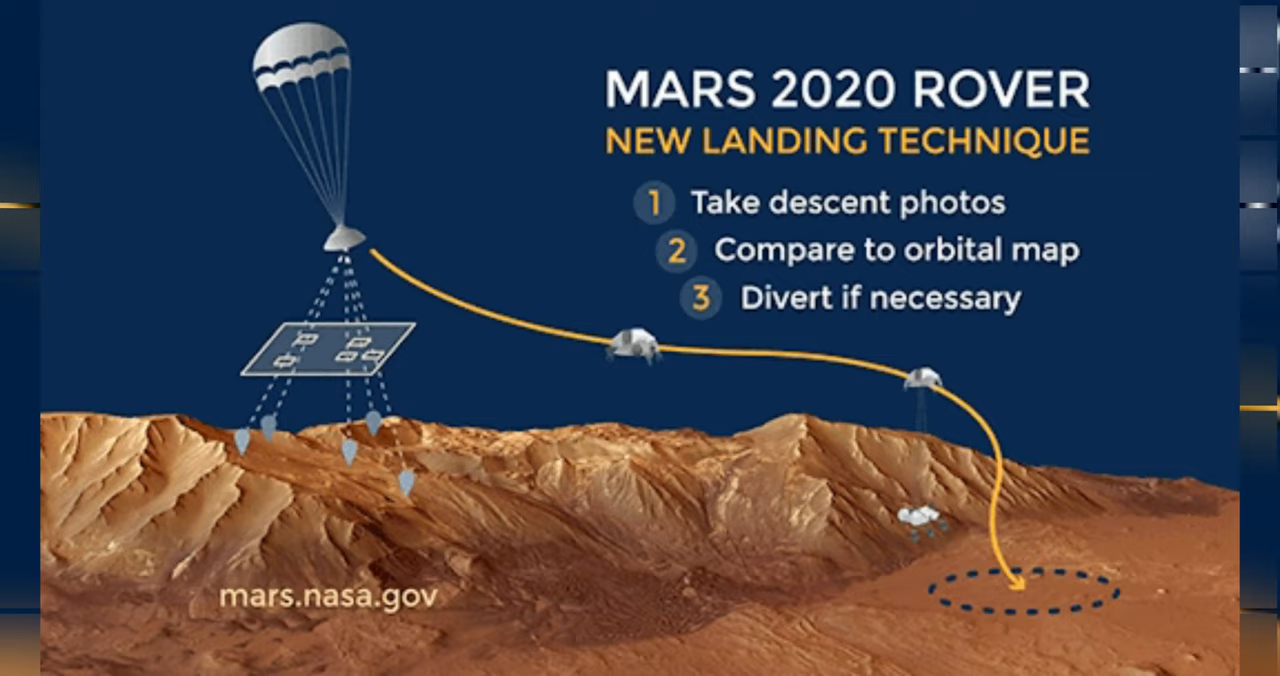 MARS 2020 ROVER
NEW LANDING TECHNIQUE
1 Take descent photos
2 Compare to orbital map
3 Divert if necessary
mars.nasa.gov